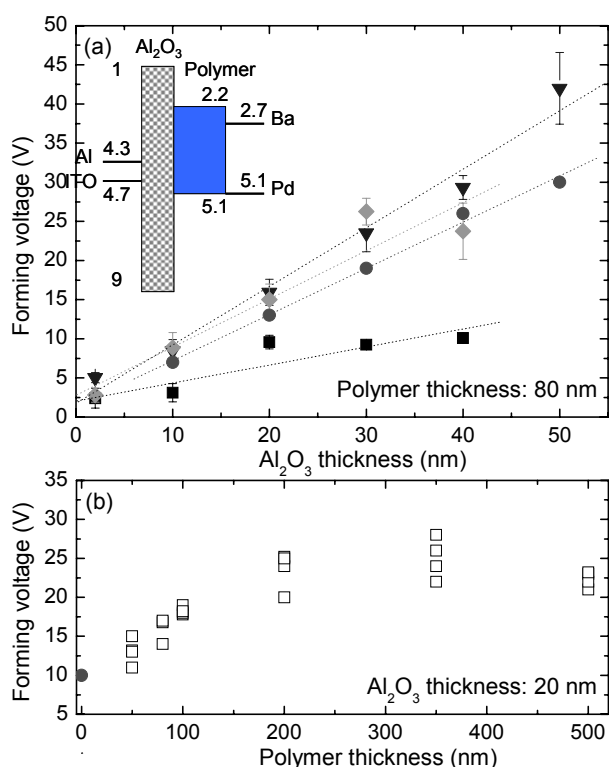 (a)
Al2O3
Polymer
1
2.2
2.7 Ba
Al 4.3
ITO 4.7
5.1 Pd
5.1
9
50
45
40
35
30
25
20
15
10
5
0
Forming voltage (V)
Polymer thickness: 80 nm
0 10 20 30 40 50
Al2O3 thickness (nm)
(b)
35
30
25
20
15
10
5
Forming voltage (V)
Al2O3 thickness: 20 nm
0 100 200 300 400 500
Polymer thickness (nm)